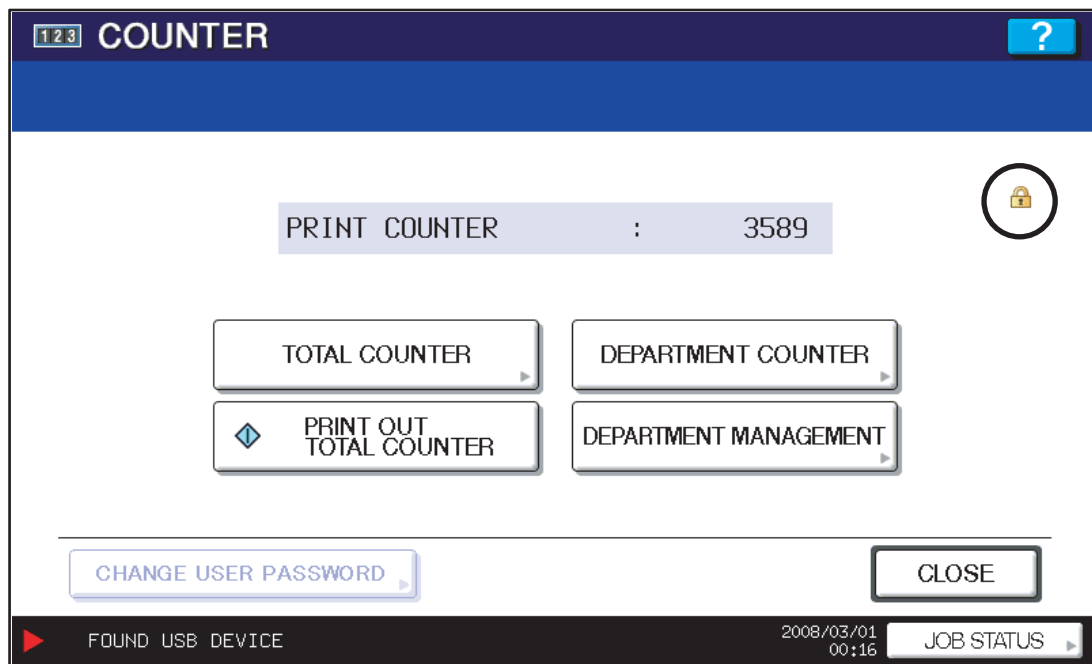 123 COUNTER ?
PRINT COUNTER : 3589
TOTAL COUNTER
DEPARTMENT COUNTER
PRINT OUT
TOTAL COUNTER
DEPARTMENT MANAGEMENT
CHANGE USER PASSWORD
CLOSE
FOUND USB DEVICE
2008/03/01
00:16
JOB STATUS